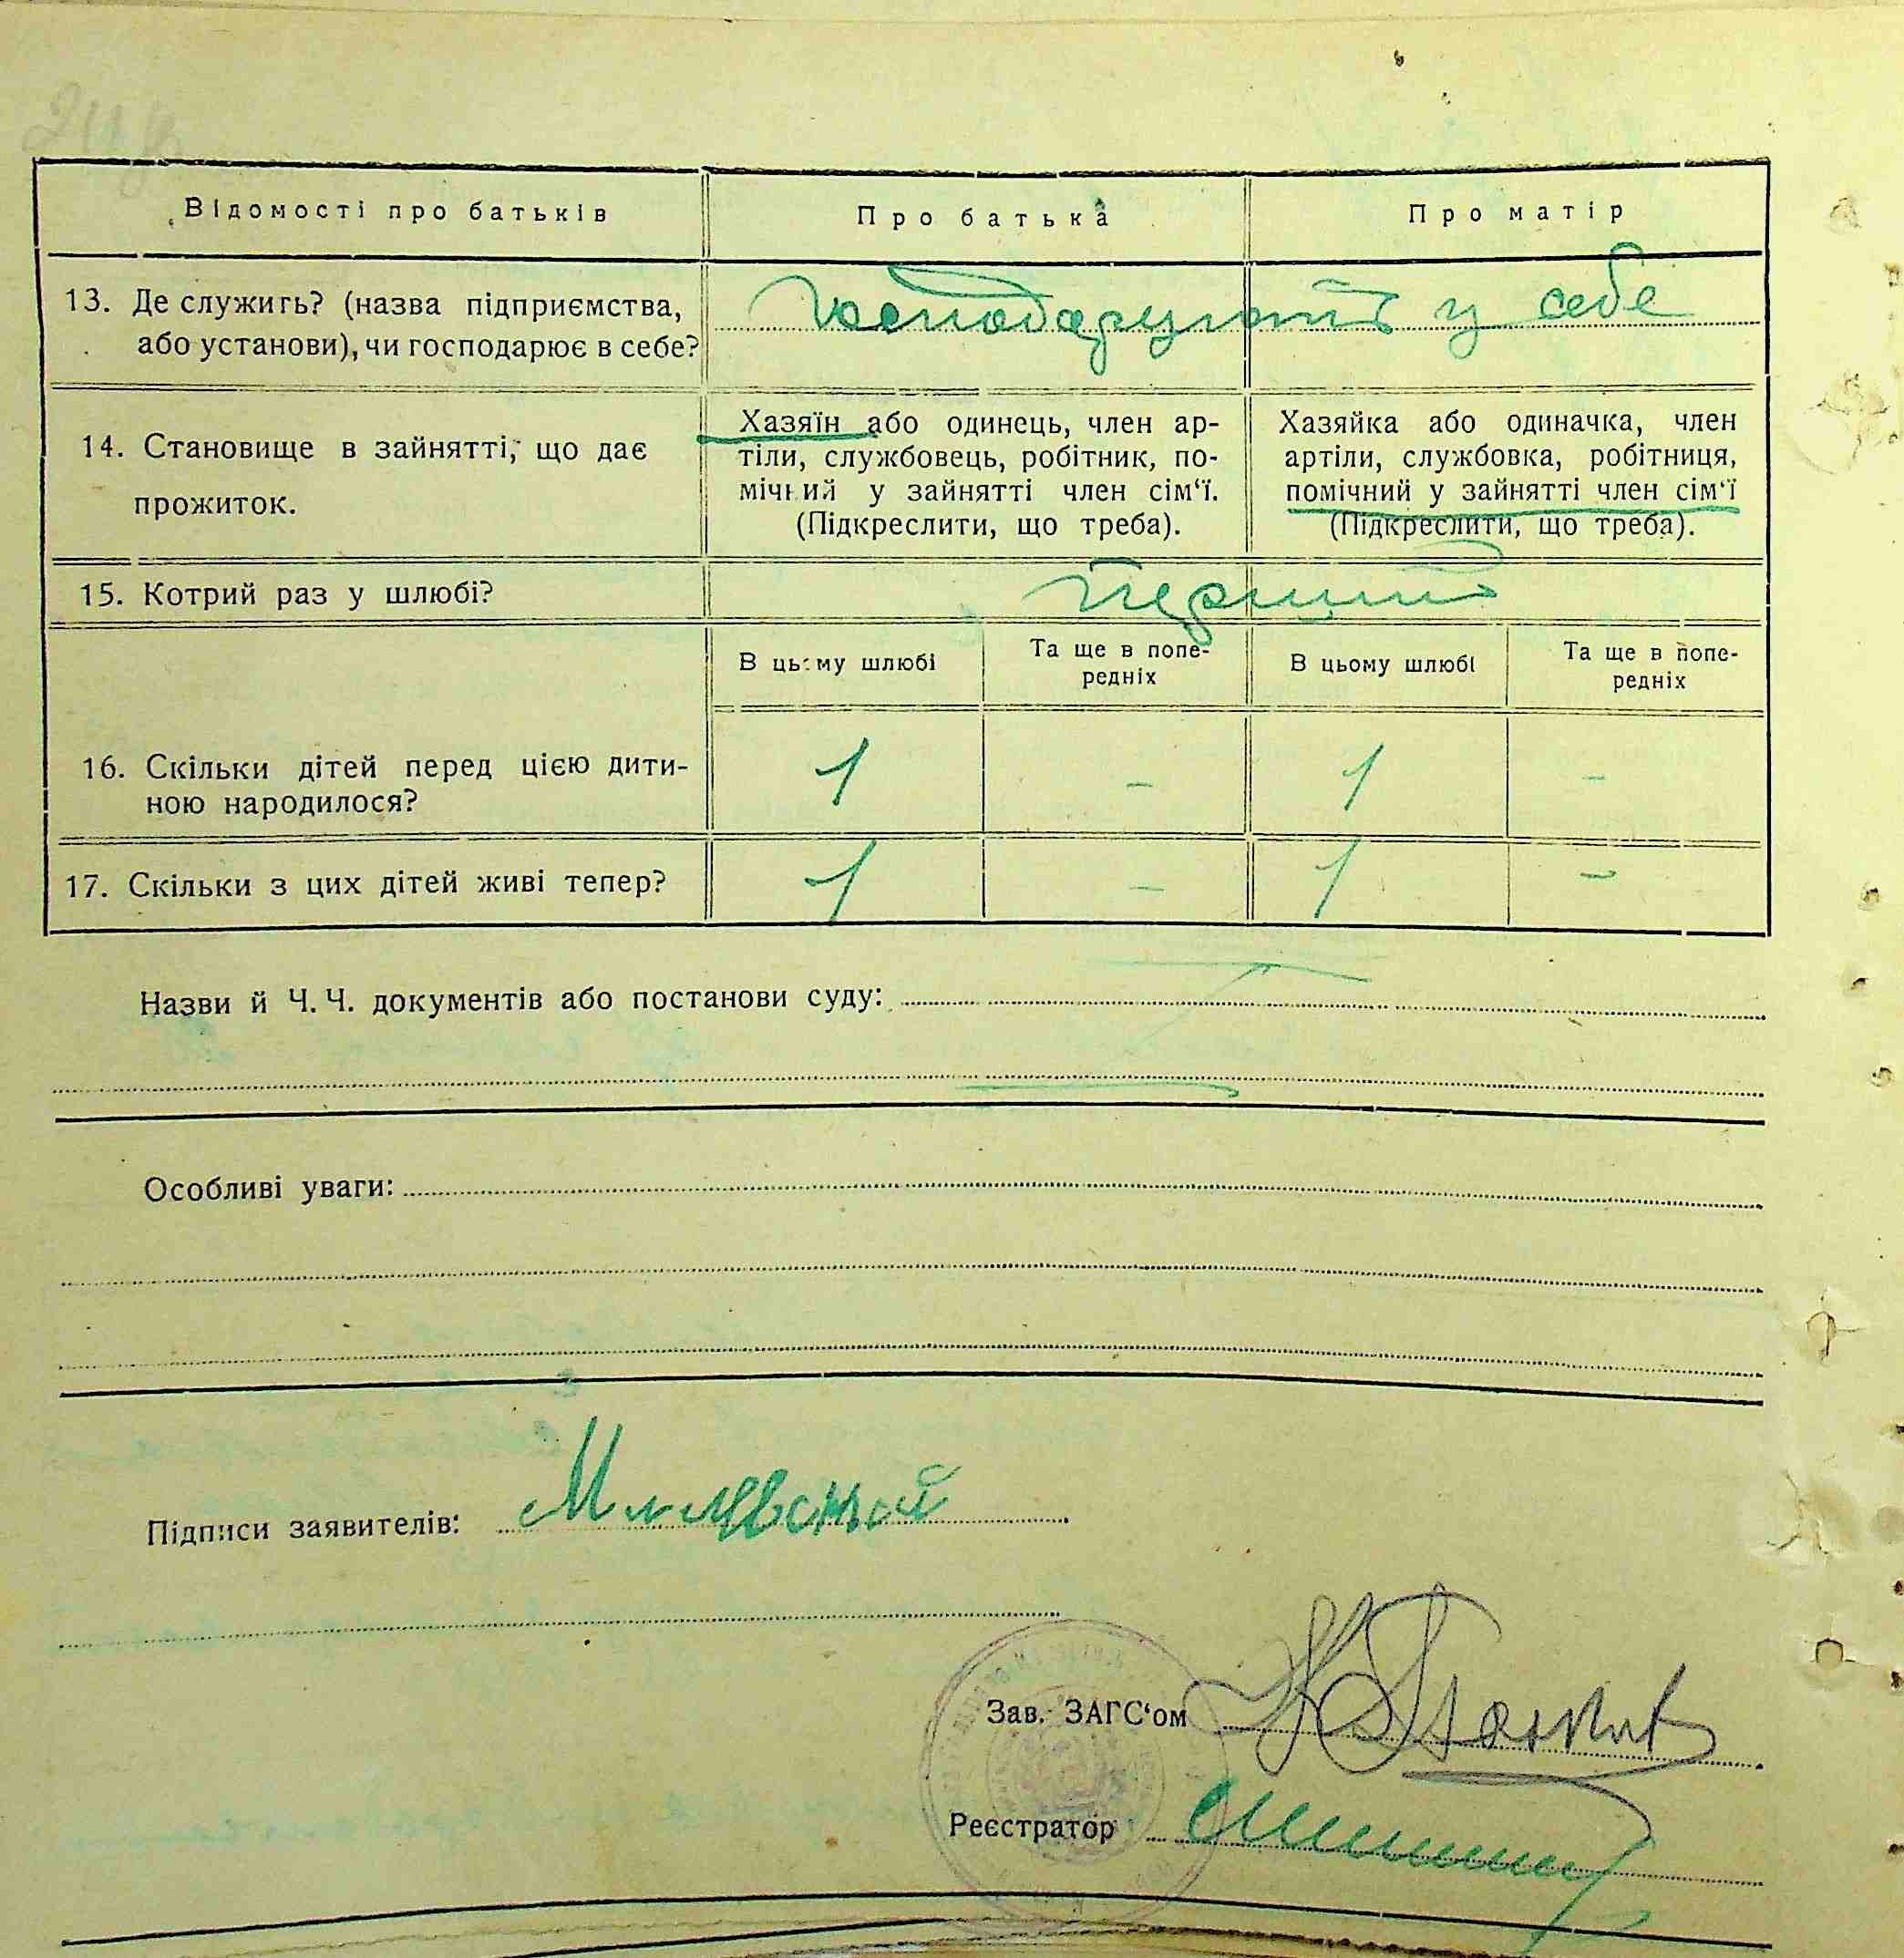 Відомості про батьків
Про батька
Про матір
13. Де служить? (назва підприємства, або установи), чи господарює в себе?
господарують у себе
14. Становище в зайнятті, що дає прожиток.
Хазяїн або одинець, член ар-
тіли, службовець, робітник, по-
мічний у зайнятті член сім‘ї.
(Підкреслити, що треба).
Хазяйка або одиначка, член
артіли, службовка, робітниця,
помічний у зайнятті член сім‘ї
(Підкреслити, що треба).
15. Котрий раз у шлюбі?
Перший
В цьому шлюбі
Та ще в попе-
редніх
В цьому шлюбі
Та ще в попе-
редніх
16. Скільки дітей перед цією дити-
ною народилося?
1 - 1 -
17. Скільки з цих дітей живі тепер?
1 - 1 -
Назви й Ч. Ч. документів або постанови суду:
Особливі уваги:
Підписи заявителів:
Зав. ЗАГС‘ом
Реєстратор